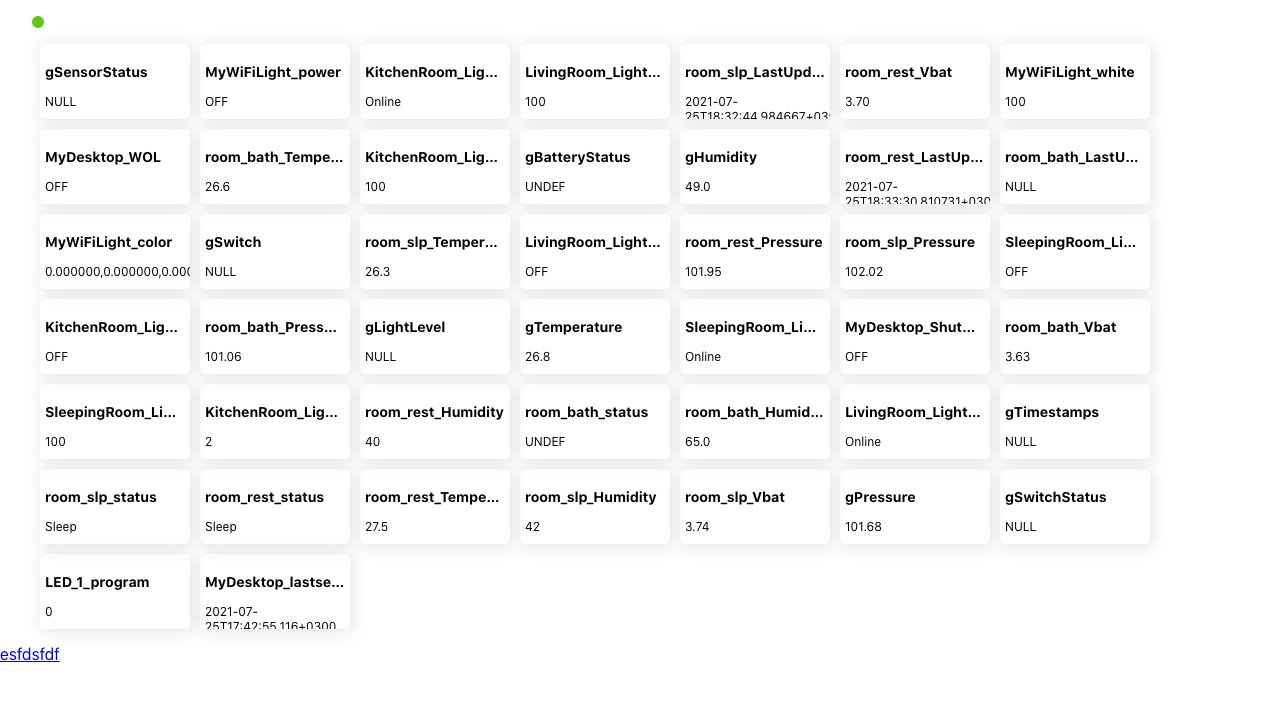 gSensorStatus
NULL
MyWiFiLight_power
OFF
KitchenRoom_Lig...
Online
LivingRoom_Light...
100
room_slp_LastUpd...
2021-07-
25T18:32:44.984667+030
room_rest_Vbat
3.70
MyWiFiLight_white
100
MyDesktop_WOL
OFF
room_bath_Tempe...
26.6
KitchenRoom_Lig...
100
gBatteryStatus
UNDEF
gHumidity
49.0
room_rest_LastUp...
2021-07-
25T18:33:30.810731+030
room_bath_LastU...
NULL
MyWiFiLight_color
0.000000,0.000000,0.000
gSwitch
NULL
room_slp_Temper...
26.3
LivingRoom_Light...
OFF
room_rest_Pressure
101.95
room_slp_Pressure
102.02
SleepingRoom_Li...
OFF
KitchenRoom_Lig...
OFF
room_bath_Press...
101.06
gLightLevel
NULL
gTemperature
26.8
SleepingRoom_Li...
Online
MyDesktop_Shut...
OFF
room_bath_Vbat
3.63
SleepingRoom_Li...
100
KitchenRoom_Lig...
2
room_rest_Humidity
40
room_bath_status
UNDEF
room_bath_Humid...
65.0
LivingRoom_Light...
Online
gTimestamps
NULL
room_slp_status
Sleep
room_rest_status
Sleep
room_rest_Tempe...
27.5
room_slp_Humidity
42
room_slp_Vbat
3.74
gPressure
101.68
gSwitchStatus
NULL
LED_1_program
0
MyDesktop_lastse...
2021-07-
25T17:42:55.116+0300
esfdsfdf